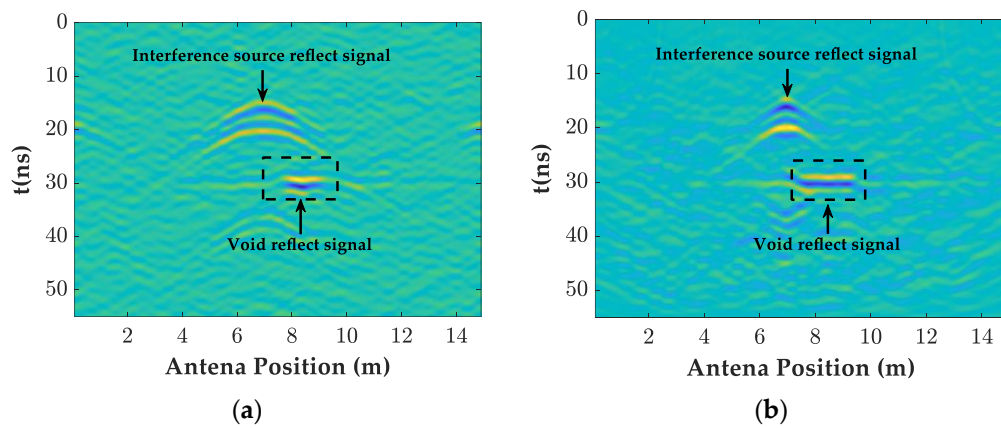 0
10
20
30
40
50
t(ns)
Interference source reflect signal
Void reflect signal
2 4 6 8 10 12 14
Antena Position (m)
(a)
0
10
20
30
40
50
t(ns)
Interference source reflect signal
Void reflect signal
2 4 6 8 10 12 14
Antena Position (m)
(b)